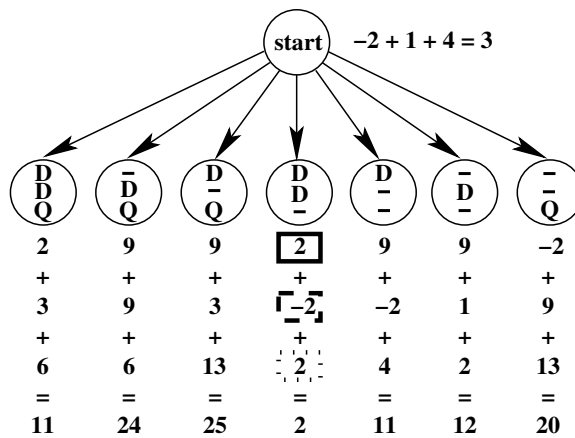 start −2 + 1 + 4 = 3
D − D D D − −
D D − D − D −
Q Q Q − − − Q
2 9 9 2 9 9 −2
+ + + + + + +
3 9 3 −2 −2 1 9
+ + + + + + +
6 6 13 2 4 2 13
= = = = = = =
11 24 25 2 11 12 20